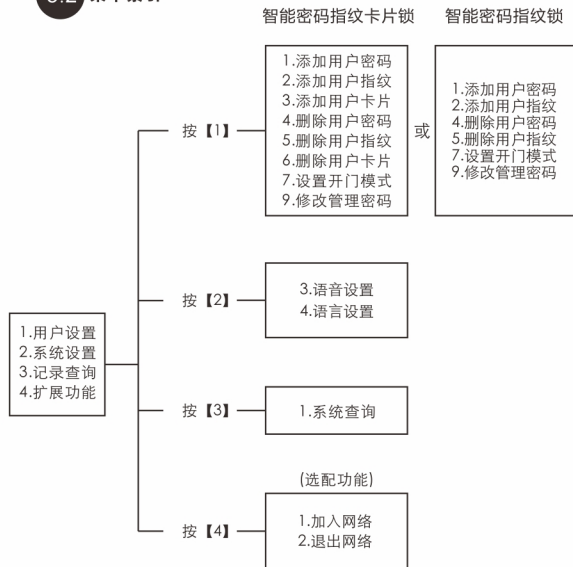 智能密码指纹卡片锁
智能密码指纹锁
按【1】
1.添加用户密码
2.添加用户指纹
3.添加用户卡片
4.删除用户密码
5.删除用户指纹
6.删除用户卡片
7.设置开门模式
9.修改管理密码
或
1.添加用户密码
2.添加用户指纹
4.删除用户密码
5.删除用户指纹
7.设置开门模式
9.修改管理密码
按【2】
3.语音设置
4.语言设置
1.用户设置
2.系统设置
3.记录查询
4.扩展功能
按【3】
1.系统查询
(选配功能)
按【4】
1.加入网络
2.退出网络